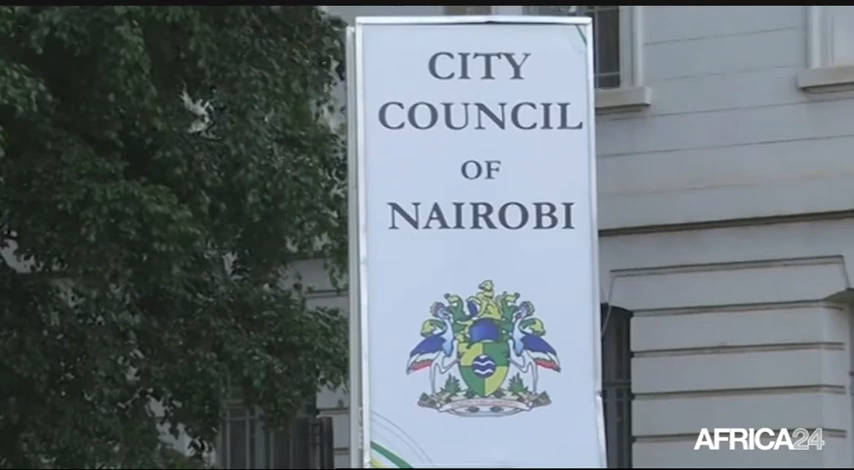 CITY
COUNCIL
OF
NAIROBI
AFRICA24